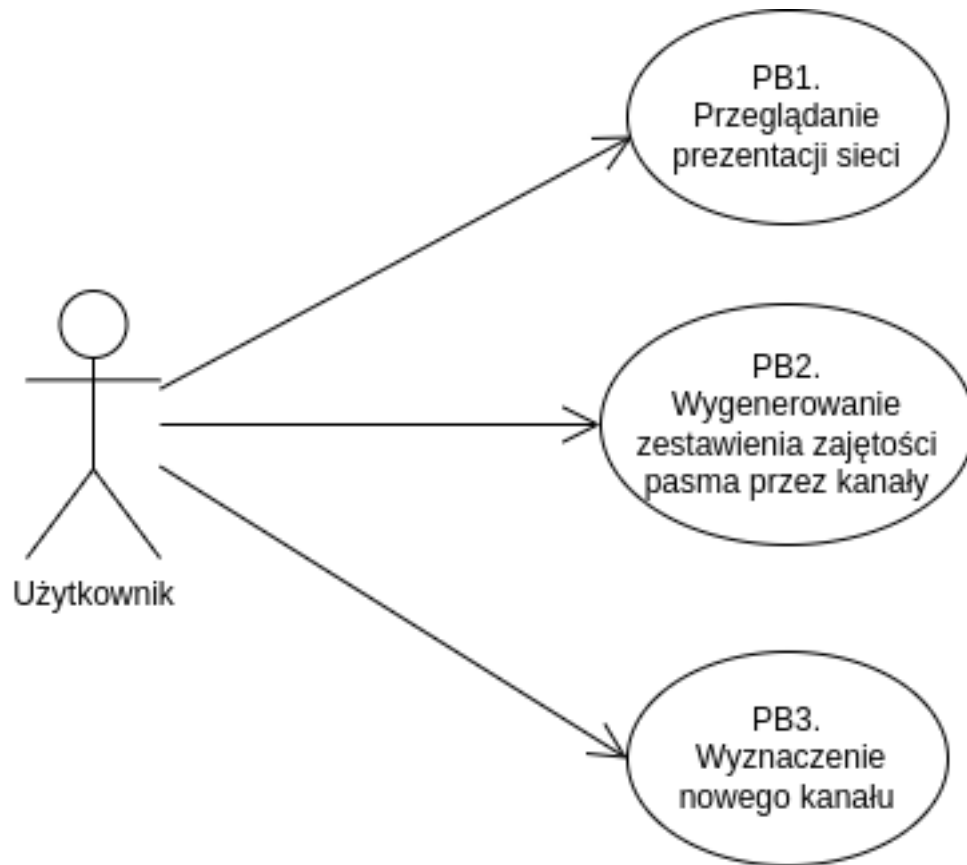 PB1.
Przeglądanie
prezentacji sieci
PB2.
Wygenerowanie
zestawienia zajętości
pasma przez kanały
Użytkownik
PB3.
Wyznaczenie
nowego kanału